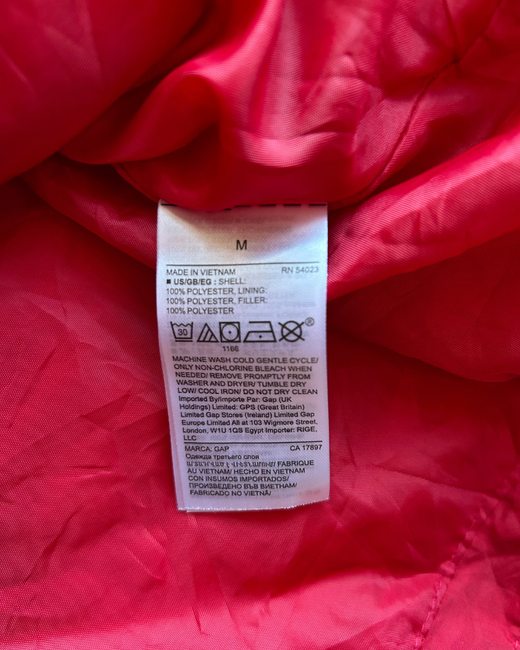 M
MADE IN VIETNAM RN 54023
■ US/GB/EG : SHELL:
100% POLYESTER, LINING:
100% POLYESTER, FILLER:
100% POLYESTER
30 ®
1166
MACHINE WASH COLD GENTLE CYCLE/
ONLY NON-CHLORINE BLEACH WHEN
NEEDED/ REMOVE PROMPTLY FROM
WASHER AND DRYER/ TUMBLE DRY
LOW/ COOL IRON/ DO NOT DRY CLEAN
Imported By/Importe Par: Gap (UK
Holdings) Limited: GPS (Great Britain)
Limited Gap Stores (Ireland) Limited Gap
Europe Limited All at 103 Wigmore Street,
London, W1U 1QS Egypt Importer: RIGE,
LLC
MARCA: GAP CA 17897
Одежда третьего слоя
FABRIQUE
AU VIETNAM/ HECHO EN VIETNAM
CON INSUMOS IMPORTADOS/
ПРОИЗВЕДЕНО ВЪВ ВИЕТНАМ/
FABRICADO NO VIETNÃ/